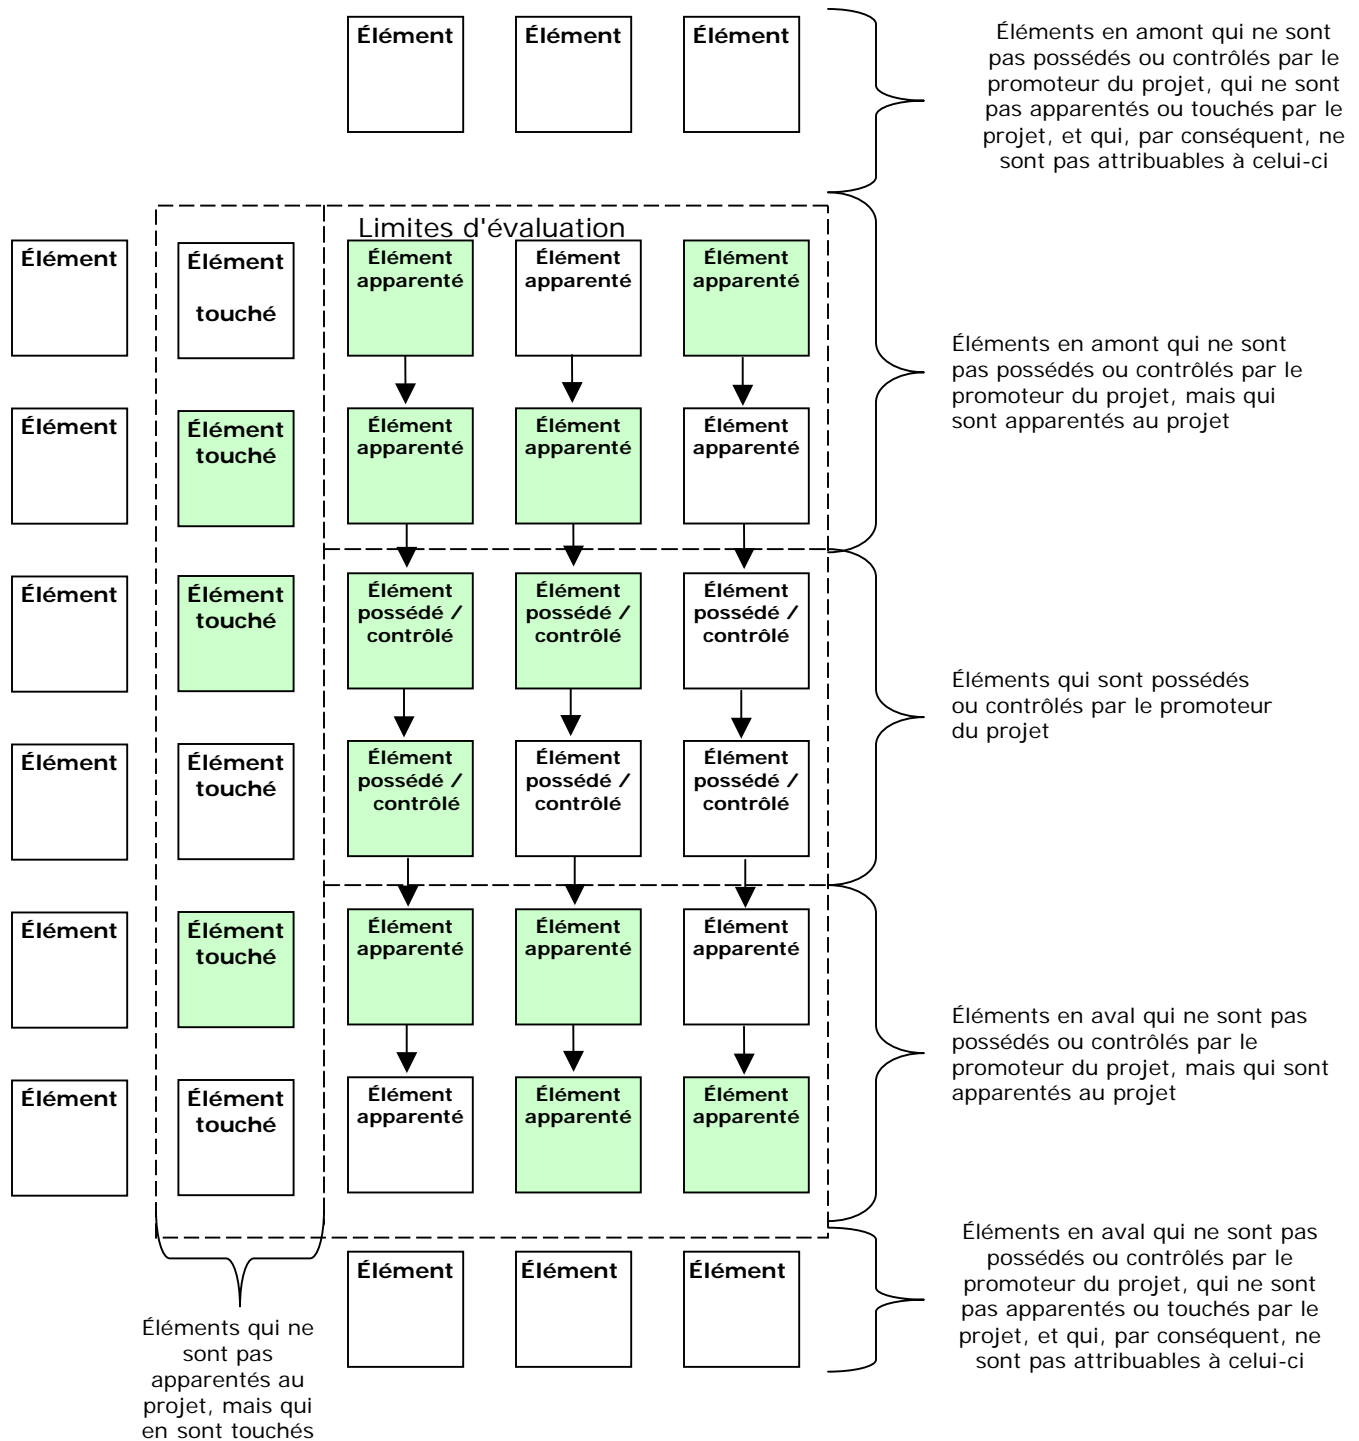 Élément
Élément
Élément
Éléments en amont qui ne sont
pas possédés ou contrôlés par le
promoteur du projet, qui ne sont
pas apparentés ou touchés par le
projet, et qui, par conséquent, ne
sont pas attribuables à celui-ci
Limites d'évaluation
Élément
Élément
touché
Élément
apparenté
Élément
apparenté
Élément
apparenté
Éléments en amont qui ne sont
pas possédés ou contrôlés par le
promoteur du projet, mais qui
sont apparentés au projet
Élément
Élément
touché
Élément
apparenté
Élément
apparenté
Élément
apparenté
Élément
Élément
touché
Élément
possédé /
contrôlé
Élément
possédé /
contrôlé
Élément
possédé /
contrôlé
Éléments qui sont possédés
ou contrôlés par le promoteur
du projet
Élément
Élément
touché
Élément
possédé /
contrôlé
Élément
possédé /
contrôlé
Élément
possédé /
contrôlé
Élément
Élément
touché
Élément
apparenté
Élément
apparenté
Élément
apparenté
Éléments en aval qui ne sont pas
possédés ou contrôlés par le
promoteur du projet, mais qui sont
apparentés au projet
Élément
Élément
touché
Élément
apparenté
Élément
apparenté
Élément
apparenté
Élément
Élément
Élément
Éléments en aval qui ne sont pas
possédés ou contrôlés par le
promoteur du projet, qui ne sont
pas apparentés ou touchés par le
projet, et qui, par conséquent, ne
sont pas attribuables à celui-ci
Éléments qui ne
sont pas
apparentés au
projet, mais qui
en sont touchés